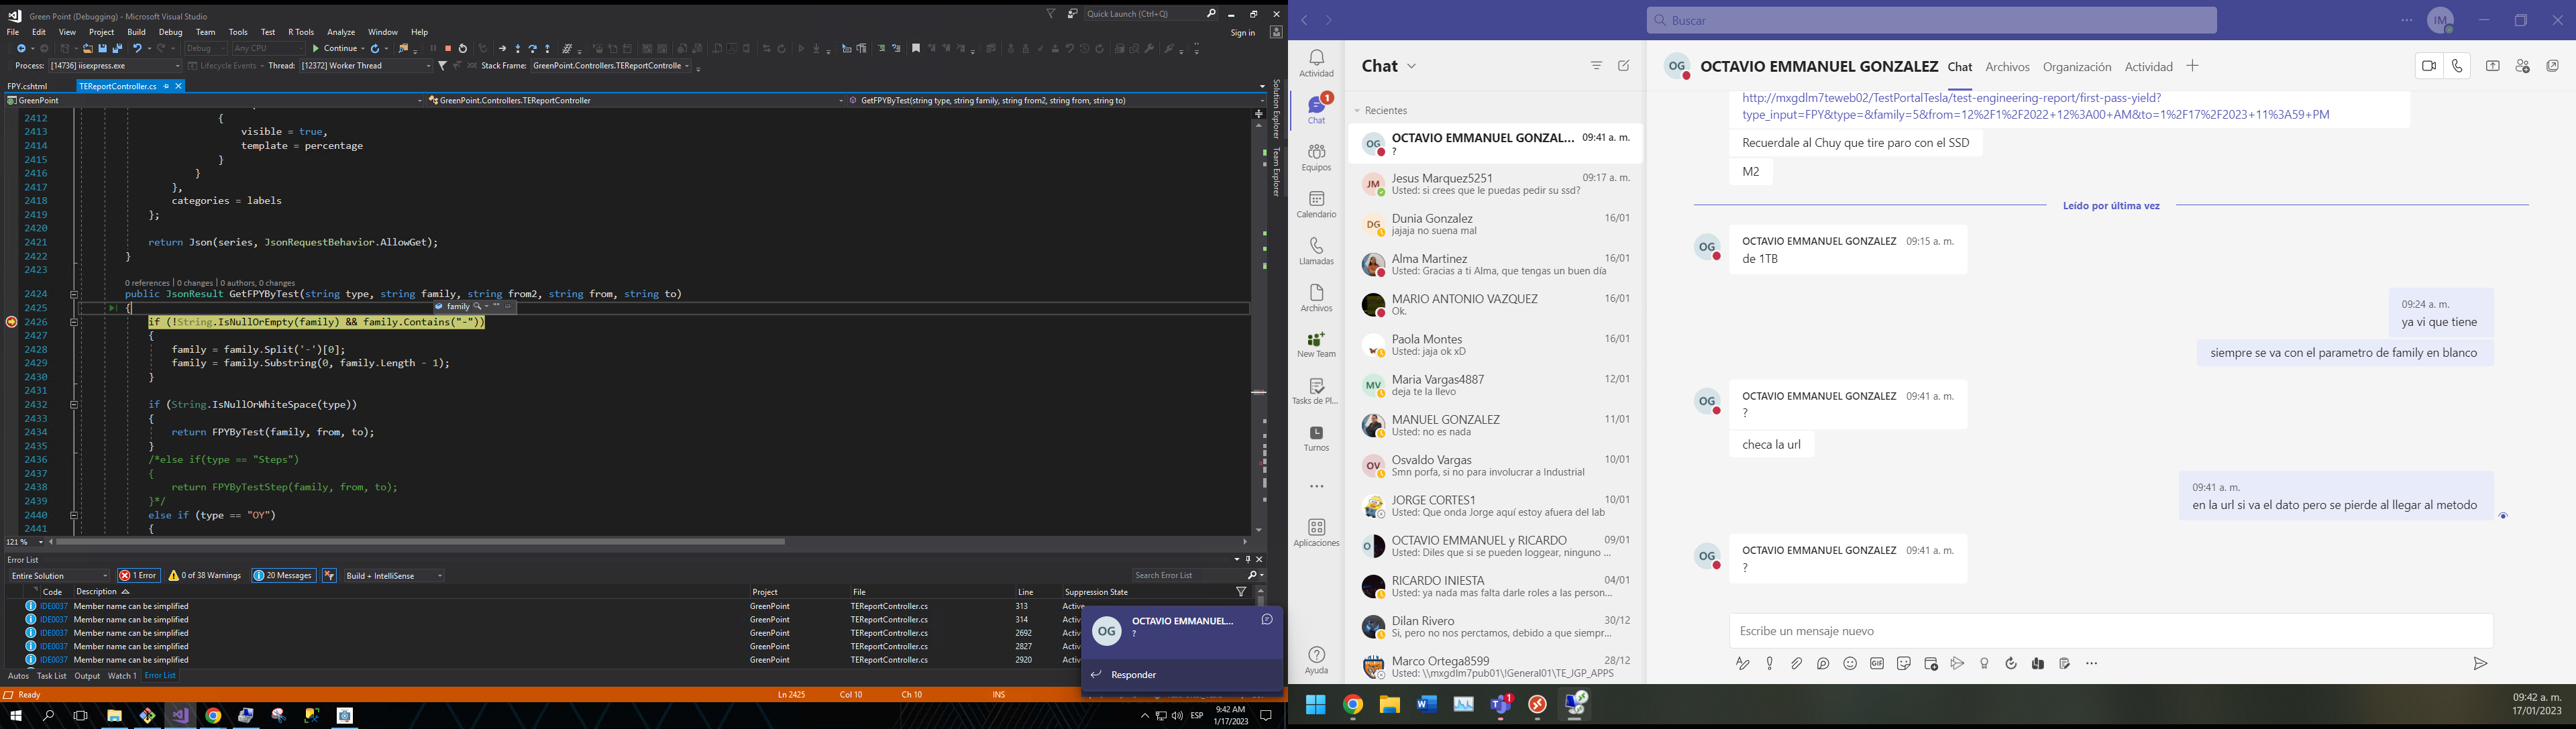 Green Point (Debugging) - Microsoft Visual Studio
Quick Launch (Ctrl+Q)
File Edit View Project Build Debug Team Tools Test R Tools Analyze Window Help
Sign in
Debug Any CPU Continue
Process: [14736] iisexpress.exe Lifecycle Events Thread: [12372] Worker Thread Stack Frame: GreenPoint.Controllers.TEReportControlle
FPY.cshtml TEReportController.cs
GreenPoint GreenPoint.Controllers.TEReportController GetFPYByTest(string type, string family, string from2, string from, string to)
Solution Explorer
Team Explorer
2412 {
2413 visible = true,
2414 template = percentage
2415 }
2416 }
2417 },
2418 categories = labels
2419 };
2420
2421 return Json(series, JsonRequestBehavior.AllowGet);
2422 }
2423
0 references | 0 changes | 0 authors, 0 changes
2424 public JsonResult GetFPYByTest(string type, string family, string from2, string from, string to)
2425 {
family ""
2426 if (!String.IsNullOrEmpty(family) && family.Contains("-"))
2427 {
2428 family = family.Split('-')[0];
2429 family = family.Substring(0, family.Length - 1);
2430 }
2431
2432 if (String.IsNullOrWhiteSpace(type))
2433 {
2434 return FPYByTest(family, from, to);
2435 }
2436 /*else if(type == "Steps")
2437 {
2438 return FPYByTestStep(family, from, to);
2439 }*/
2440 else if (type == "OY")
2441 {
121 %
Error List
Entire Solution 1 Error 0 of 38 Warnings 20 Messages Build + IntelliSense Search Error List
Code Description Project File Line Suppression State
IDE0037 Member name can be simplified GreenPoint TEReportController.cs 313 Active
IDE0037 Member name can be simplified GreenPoint TEReportController.cs 314
IDE0037 Member name can be simplified GreenPoint TEReportController.cs 2692
IDE0037 Member name can be simplified GreenPoint TEReportController.cs 2827
IDE0037 Member name can be simplified GreenPoint TEReportController.cs 2920
Autos Task List Output Watch 1 Error List
Ready Ln 2425 Col 10 Ch 10 INS
OG OCTAVIO EMMANUEL...
?
Responder
ESP
9:42 AM
1/17/2023
Buscar
IM
Actividad
Chat
1
Equipos
Calendario
Llamadas
Archivos
New Team
Tasks de Pl...
Turnos
Aplicaciones
Ayuda
Chat
Recientes
OG OCTAVIO EMMANUEL GONZAL... 09:41 a. m.
?
JM Jesus Marquez5251 09:17 a. m.
Usted: si crees que le puedas pedir su ssd?
DG Dunia Gonzalez 16/01
jajaja no suena mal
Alma Martinez 16/01
Usted: Gracias a ti Alma, que tengas un buen día
MARIO ANTONIO VAZQUEZ 16/01
Ok.
Paola Montes 16/01
Usted: jaja ok xD
MV Maria Vargas4887 12/01
deja te la llevo
MANUEL GONZALEZ 11/01
Usted: no es nada
OV Osvaldo Vargas 10/01
Smn porfa, si no para involucrar a Industrial
JORGE CORTES1 10/01
Usted: Que onda Jorge aquí estoy afuera del lab
OCTAVIO EMMANUEL y RICARDO 09/01
Usted: Diles que si se pueden loggear, ninguno ...
RICARDO INIESTA 04/01
Usted: ya nada mas falta darle roles a las person...
Dilan Rivero 30/12
Si, pero no nos perctamos, debido a que siempr...
Marco Ortega8599 28/12
Usted: \\mxgdlm7pub01\!General01\TE_JGP_APPS
OG OCTAVIO EMMANUEL GONZALEZ Chat Archivos Organización Actividad
http://mxgdlm7teweb02/TestPortalTesla/test-engineering-report/first-pass-yield?
type_input=FPY&type=&family=5&from=12%2F1%2F2022+12%3A00+AM&to=1%2F17%2F2023+11%3A59+PM
Recuerdale al Chuy que tire paro con el SSD
M2
Leído por última vez
OG OCTAVIO EMMANUEL GONZALEZ 09:15 a. m.
de 1TB
09:24 a. m.
ya vi que tiene
siempre se va con el parametro de family en blanco
OG OCTAVIO EMMANUEL GONZALEZ 09:41 a. m.
?
checa la url
09:41 a. m.
en la url si va el dato pero se pierde al llegar al metodo
OG OCTAVIO EMMANUEL GONZALEZ 09:41 a. m.
?
Escribe un mensaje nuevo
GIF
09:42 a. m.
17/01/2023